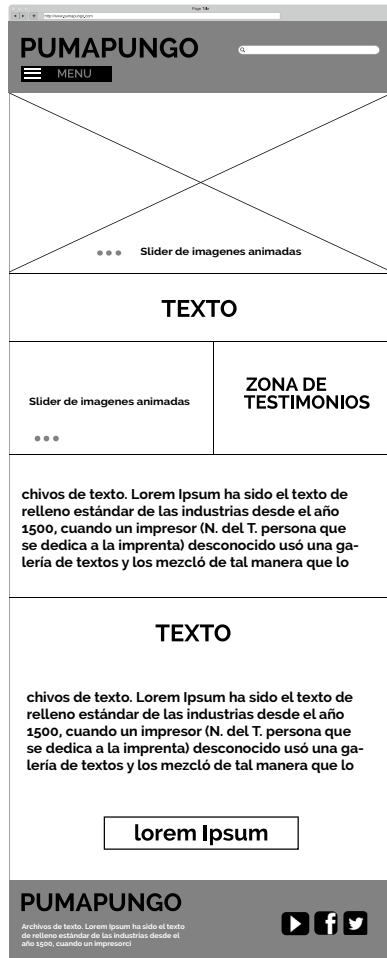 Page Title
http://www.pumapungo.com
PUMAPUNGO
MENU
Slider de imagenes animadas
TEXTO
Slider de imagenes animadas
ZONA DE
TESTIMONIOS
chivos de texto. Lorem Ipsum ha sido el texto de
relleno estándar de las industrias desde el año
1500, cuando un impresor (N. del T. persona que
se dedica a la imprenta) desconocido usó una ga-
lería de textos y los mezcló de tal manera que lo
TEXTO
chivos de texto. Lorem Ipsum ha sido el texto de
relleno estándar de las industrias desde el año
1500, cuando un impresor (N. del T. persona que
se dedica a la imprenta) desconocido usó una ga-
lería de textos y los mezcló de tal manera que lo
lorem Ipsum
PUMAPUNGO
Archivos de texto. Lorem Ipsum ha sido el texto
de relleno estándar de las industrias desde el
año 1500, cuando un impresorci